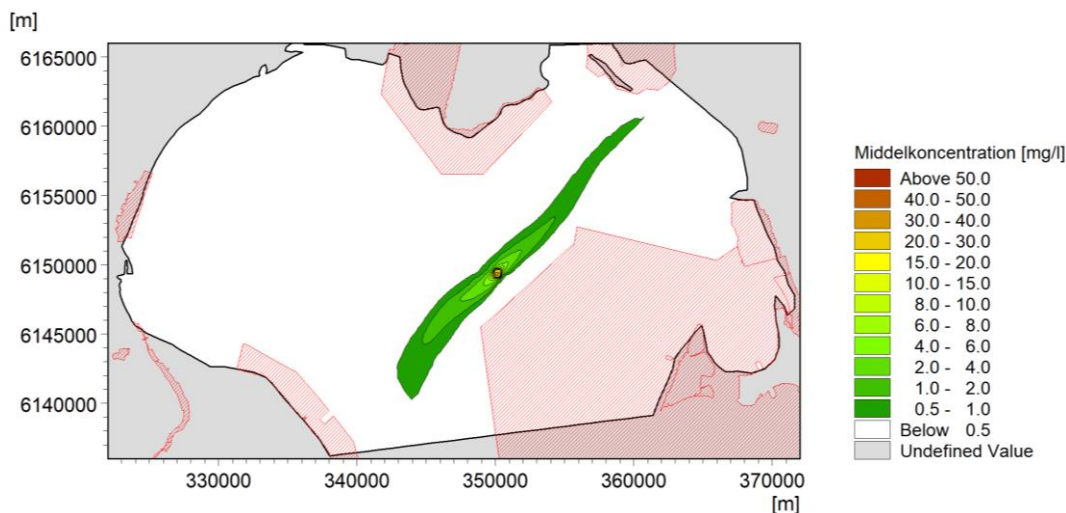 [m]
6165000
6160000
6155000
6150000
6145000
6140000
330000 340000 350000 360000 370000
[m]
Middelkoncentration [mg/l]
Above 50.0
40.0 - 50.0
30.0 - 40.0
20.0 - 30.0
15.0 - 20.0
10.0 - 15.0
8.0 - 10.0
6.0 - 8.0
4.0 - 6.0
2.0 - 4.0
1.0 - 2.0
0.5 - 1.0
Below 0.5
Undefined Value